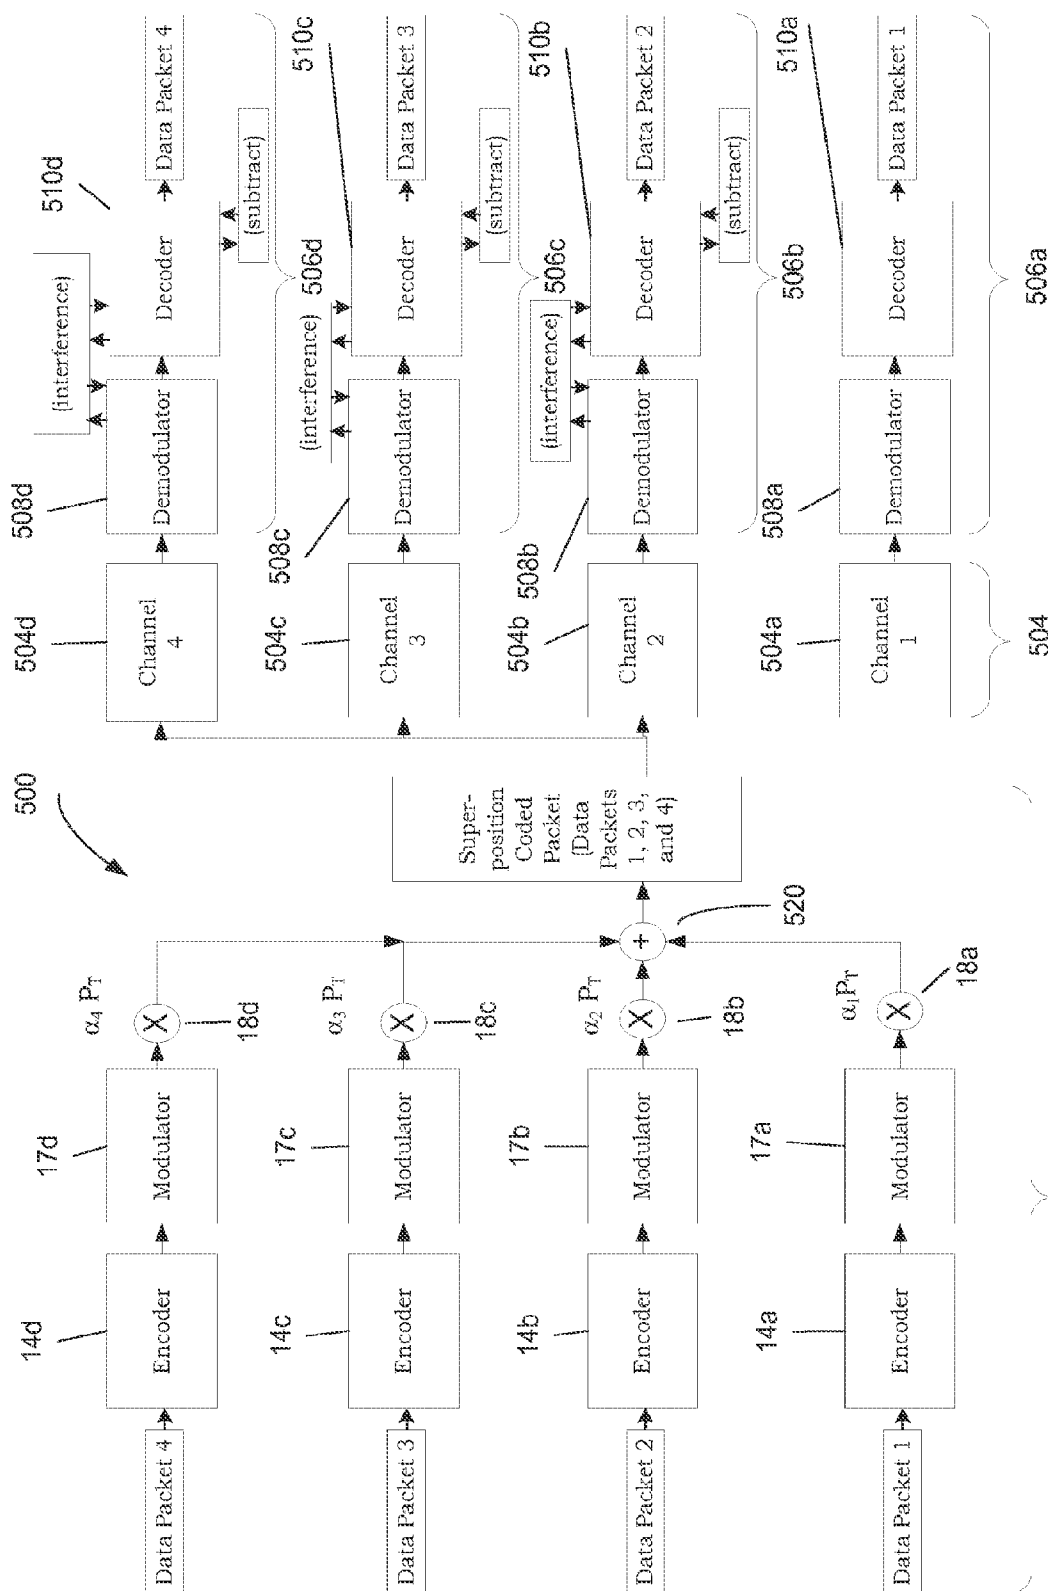 500
Data Packet 4
Encoder
14d
Modulator
17d
X
18d
α₄ Pᴛ
Channel
4
504d
Demodulator
508d
(interference)
Decoder
510d
(subtract)
Data Packet 4
506d
Data Packet 3
Encoder
14c
Modulator
17c
X
18c
α₃ Pᴛ
Channel
3
504c
Demodulator
508c
(interference)
Decoder
510c
(subtract)
Data Packet 3
506c
Data Packet 2
Encoder
14b
Modulator
17b
X
18b
α₂ Pᴛ
+
520
Super-
position
Coded
Packet
(Data
Packets
1, 2, 3,
and 4)
Channel
2
504b
Demodulator
508b
(interference)
Decoder
510b
(subtract)
Data Packet 2
506b
Data Packet 1
Encoder
14a
Modulator
17a
X
18a
α₁Pᴛ
Channel
1
504a
Demodulator
508a
Decoder
510a
Data Packet 1
504
506a